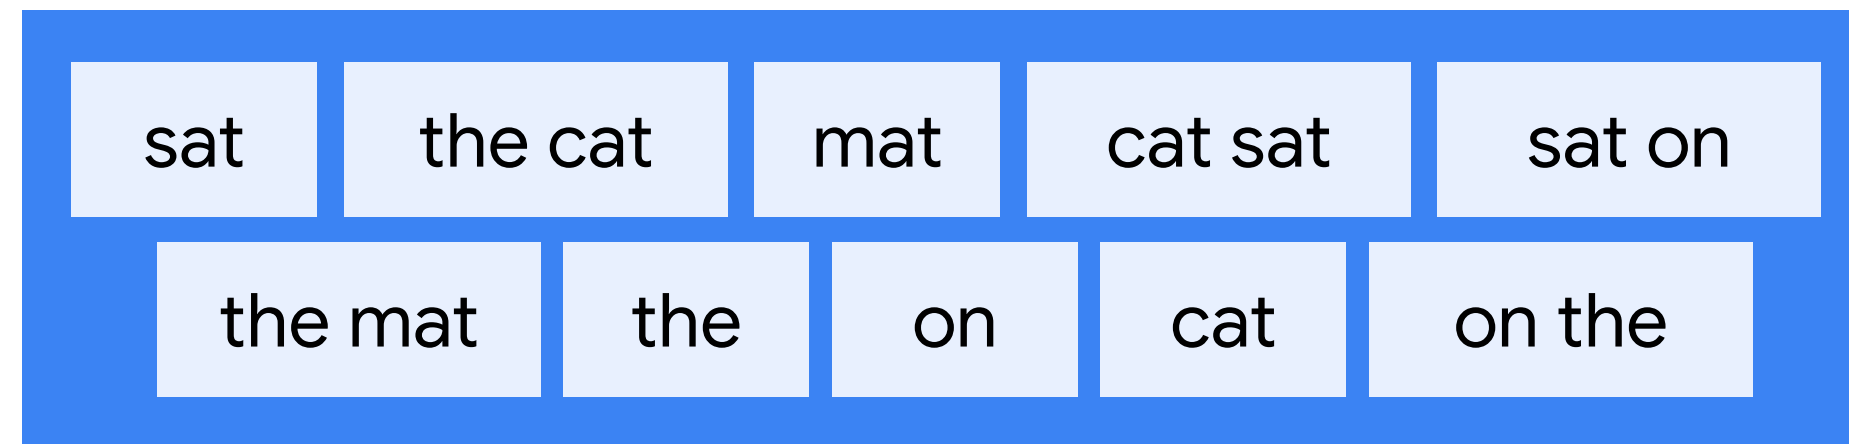 sat the cat mat cat sat sat on
the mat the on cat on the